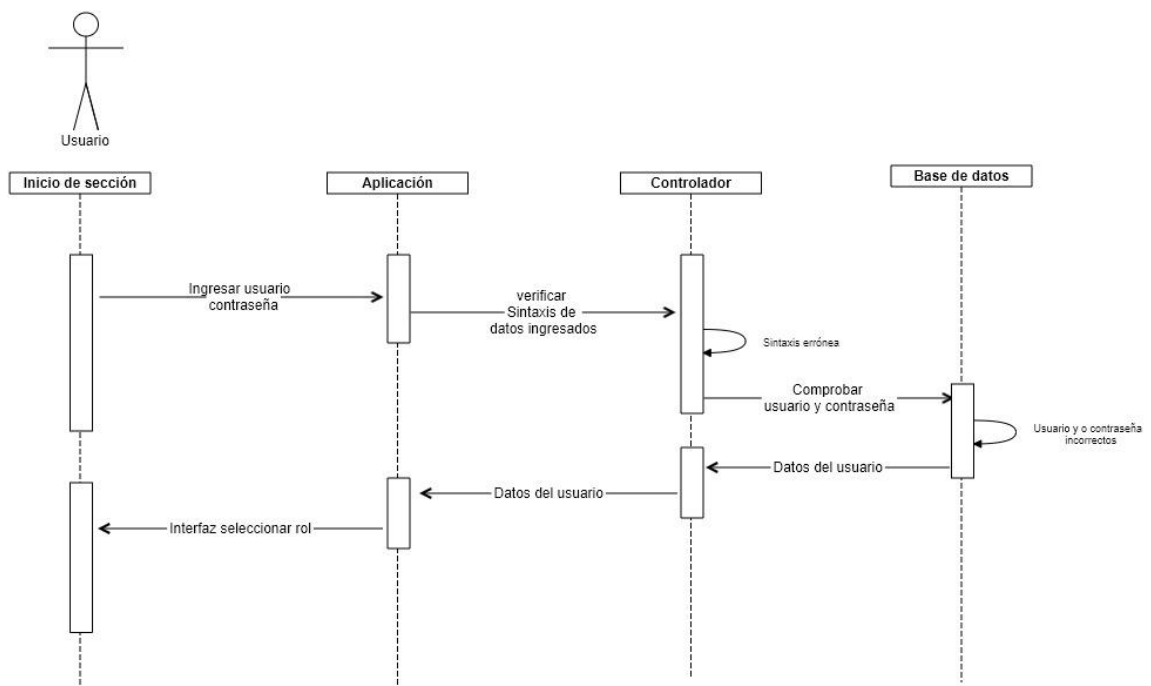 Usuario
Inicio de sección
Aplicación
Controlador
Base de datos
Ingresar usuario
contraseña
verificar
Sintaxis de
datos ingresados
Sintaxis errónea
Comprobar
usuario y contraseña
Usuario y o contraseña
incorrectos
Datos del usuario
Datos del usuario
Interfaz seleccionar rol